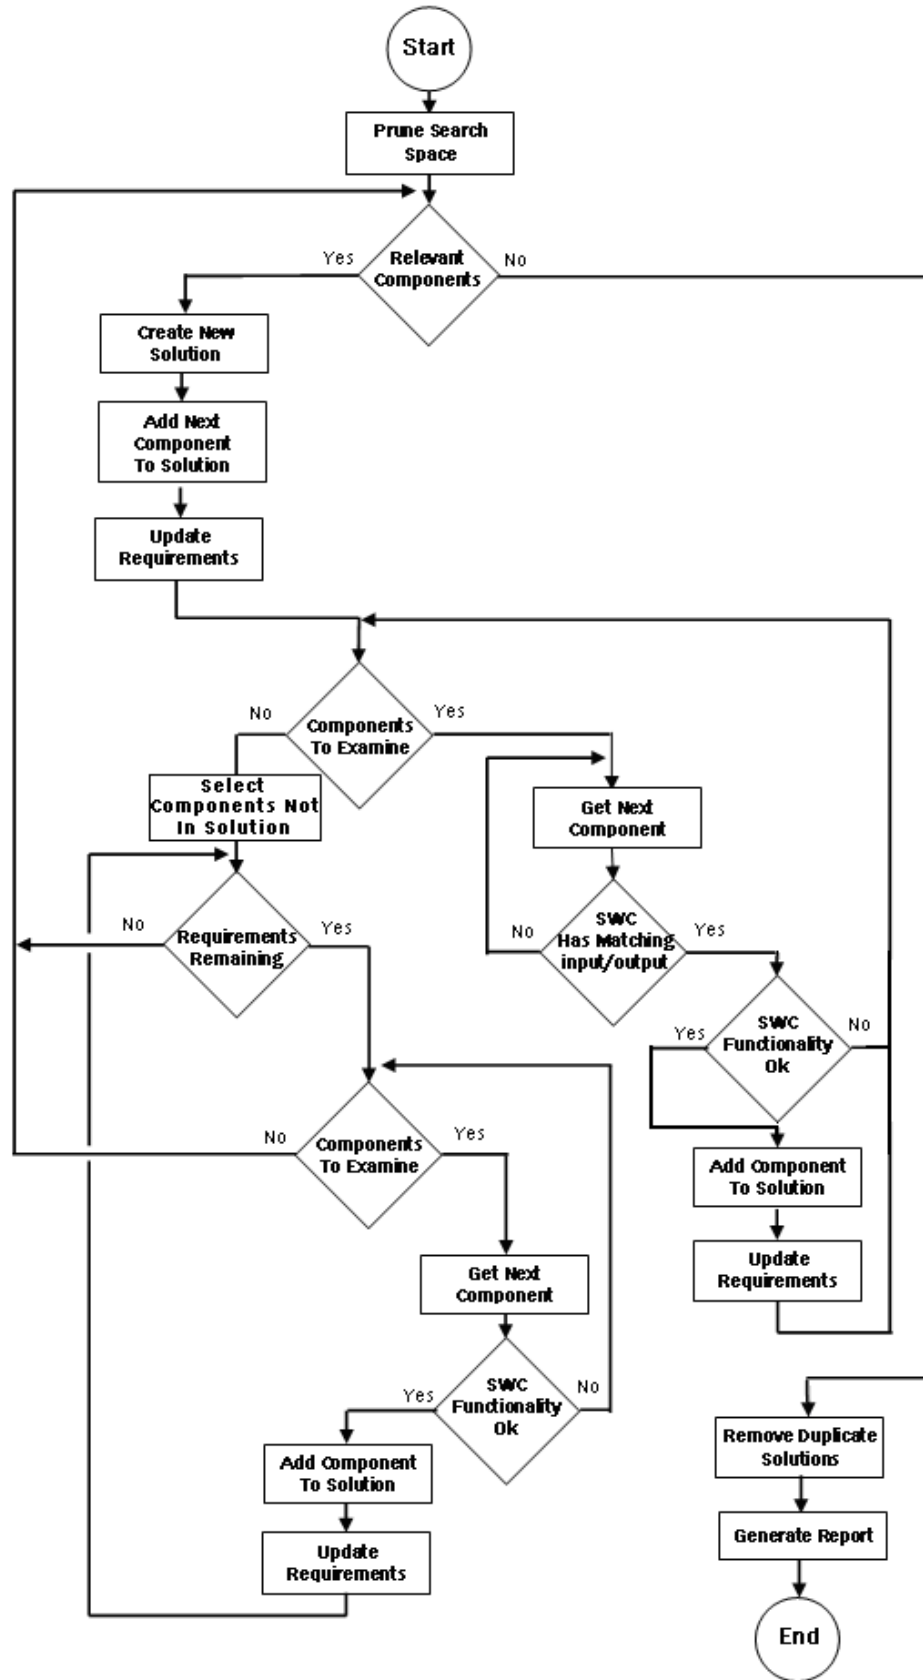 Start
Prune Search
Space
Yes
Relevant
Components
No
Create New
Solution
Add Next
Component
To Solution
Update
Requirements
No
Components
To Examine
Yes
Select
Components Not
In Solution
Get Next
Component
No
Requirements
Remaining
Yes
No
SWC
Has Matching
input/output
Yes
Yes
SWC
Functionality
Ok
No
No
Components
To Examine
Yes
Add Component
To Solution
Update
Requirements
Get Next
Component
Yes
SWC
Functionality
Ok
No
Add Component
To Solution
Update
Requirements
Remove Duplicate
Solutions
Generate Report
End